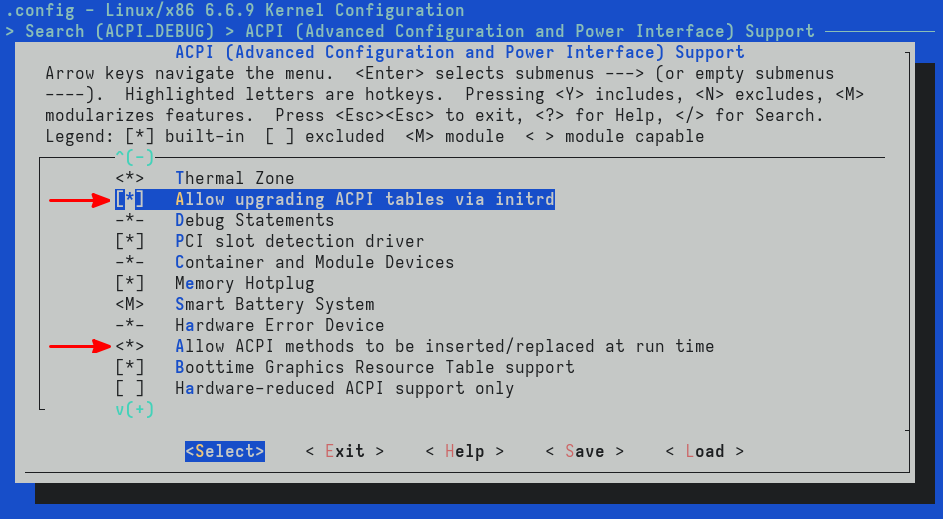 .config - Linux/x86 6.6.9 Kernel Configuration
> Search (ACPI_DEBUG) > ACPI (Advanced Configuration and Power Interface) Support
ACPI (Advanced Configuration and Power Interface) Support
Arrow keys navigate the menu.  <Enter> selects submenus ---> (or empty submenus
----).  Highlighted letters are hotkeys.  Pressing <Y> includes, <N> excludes, <M>
modularizes features.  Press <Esc><Esc> to exit, <?> for Help, </> for Search.
Legend: [*] built-in  [ ] excluded  <M> module  < > module capable
^(-)
<*>   Thermal Zone
[*]   Allow upgrading ACPI tables via initrd
-*-   Debug Statements
[*]   PCI slot detection driver
-*-   Container and Module Devices
[*]   Memory Hotplug
<M>   Smart Battery System
-*-   Hardware Error Device
<*>   Allow ACPI methods to be inserted/replaced at run time
[*]   Boottime Graphics Resource Table support
[ ]   Hardware-reduced ACPI support only
v(+)
<Select>    < Exit >    < Help >    < Save >    < Load >